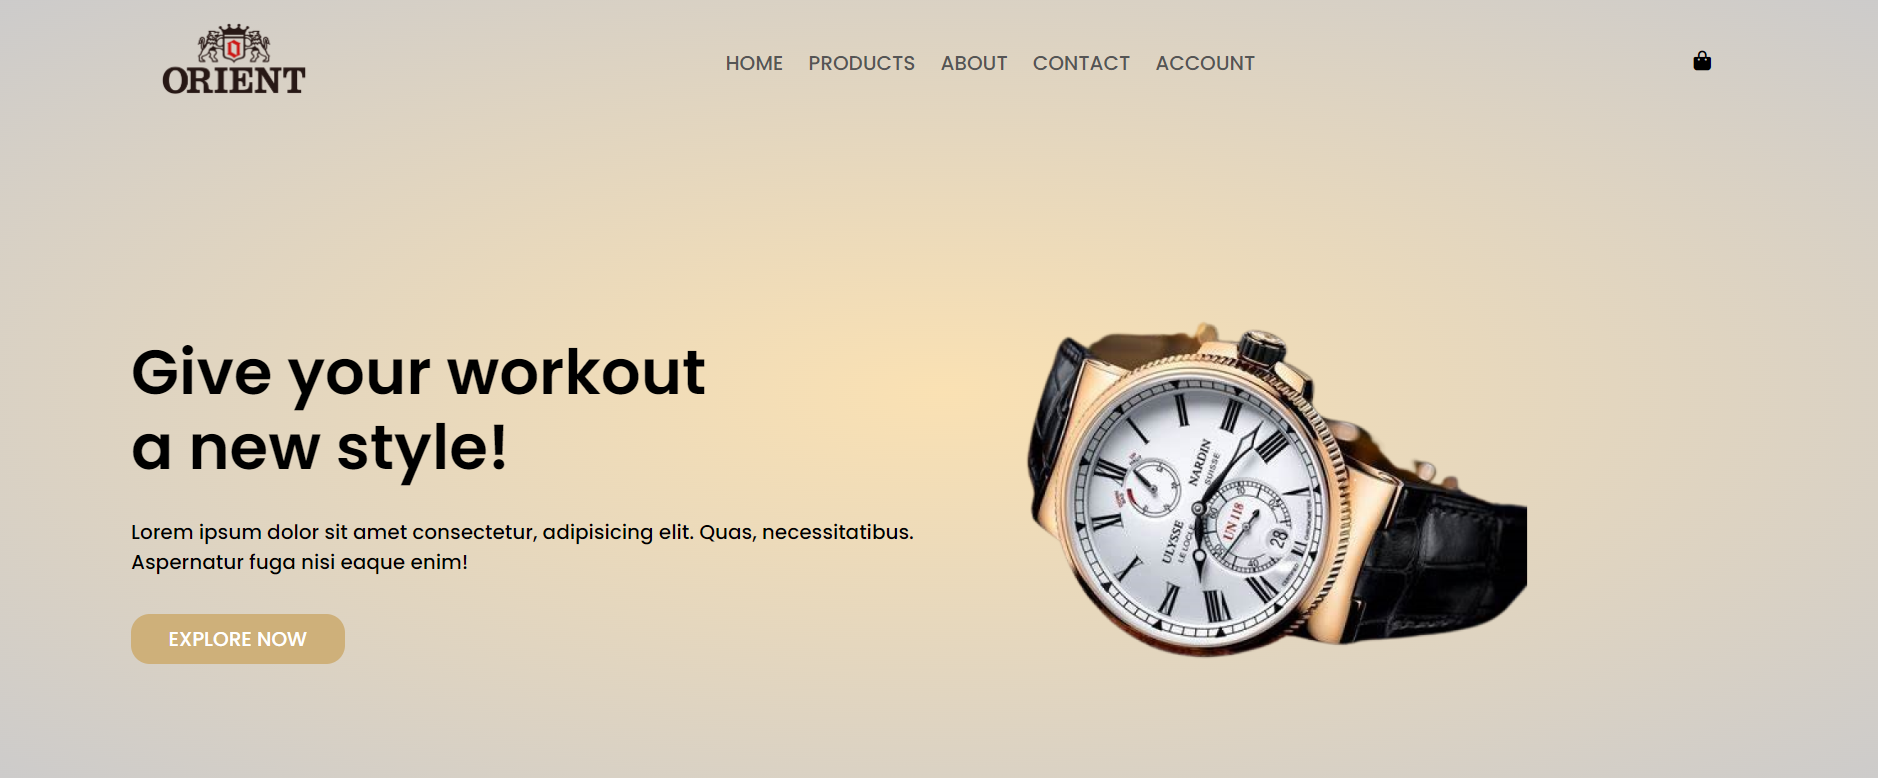 ORIENT
HOME PRODUCTS ABOUT CONTACT ACCOUNT
Give your workout
a new style!
Lorem ipsum dolor sit amet consectetur, adipisicing elit. Quas, necessitatibus.
Aspernatur fuga nisi eaque enim!
EXPLORE NOW
ULYSSE NARDIN
LE LOCLE SUISSE
UN 118
28